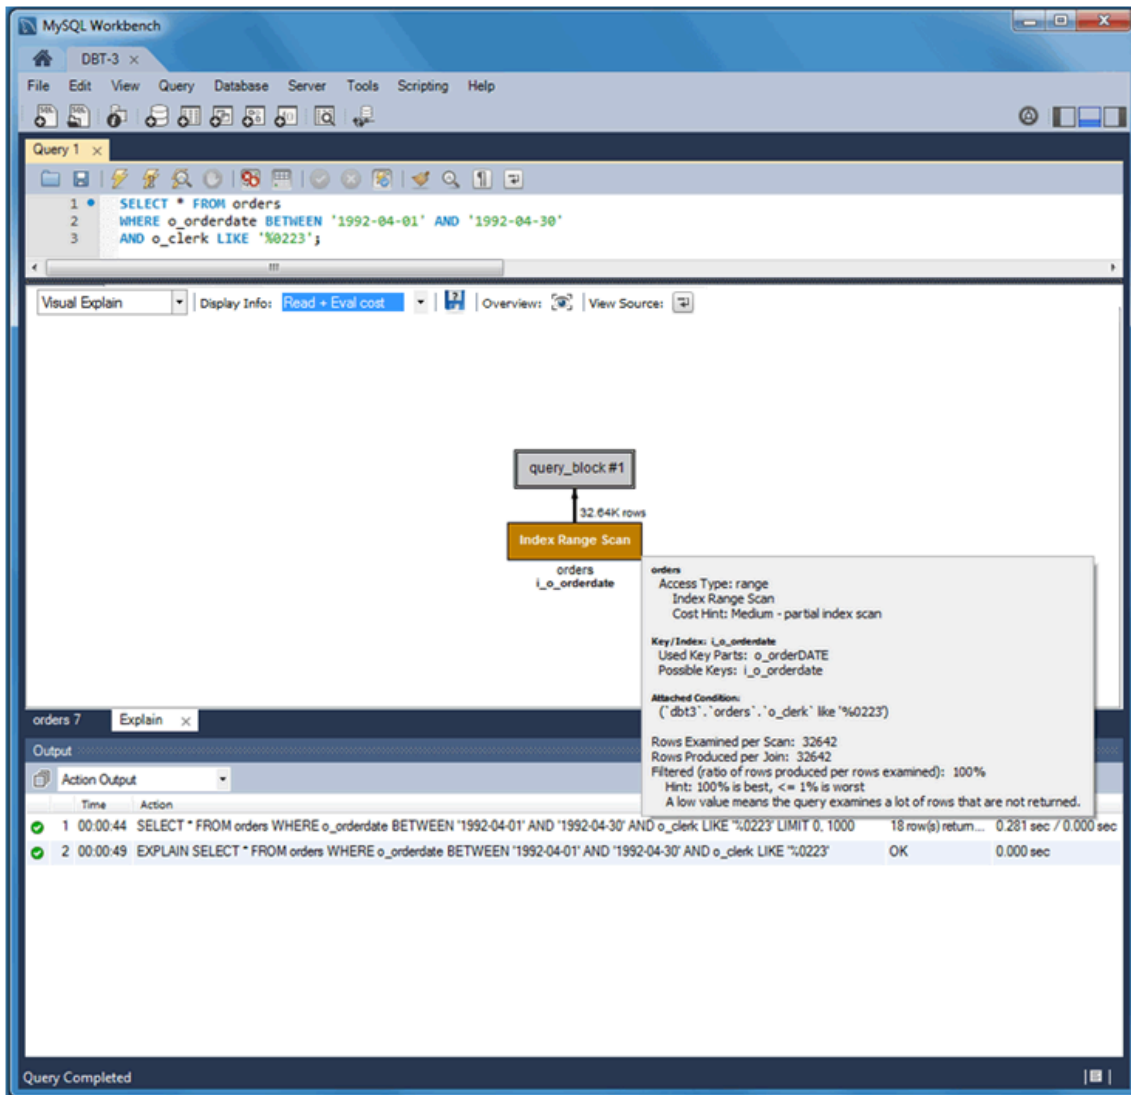 MySQL Workbench
DBT-3 ×
File Edit View Query Database Server Tools Scripting Help
Query 1 ×
1 SELECT * FROM orders
2 WHERE o_orderdate BETWEEN '1992-04-01' AND '1992-04-30'
3 AND o_clerk LIKE '%0223';
Visual Explain Display Info: Read + Eval cost Overview: View Source:
query_block #1
32.64K rows
Index Range Scan
orders
i_o_orderdate
orders
Access Type: range
Index Range Scan
Cost Hint: Medium - partial index scan
Key/Index: i_o_orderdate
Used Key Parts: o_orderDATE
Possible Keys: i_o_orderdate
Attached Condition:
(`dbt3`.`orders`.`o_clerk` like '%0223')
Rows Examined per Scan: 32642
Rows Produced per Join: 32642
Filtered (ratio of rows produced per rows examined): 100%
Hint: 100% is best, <= 1% is worst
A low value means the query examines a lot of rows that are not returned.
orders 7 Explain ×
Output
Action Output
Time Action
1 00:00:44 SELECT * FROM orders WHERE o_orderdate BETWEEN '1992-04-01' AND '1992-04-30' AND o_clerk LIKE '%0223' LIMIT 0, 1000 18 row(s) return... 0.281 sec / 0.000 sec
2 00:00:49 EXPLAIN SELECT * FROM orders WHERE o_orderdate BETWEEN '1992-04-01' AND '1992-04-30' AND o_clerk LIKE '%0223' OK 0.000 sec
Query Completed